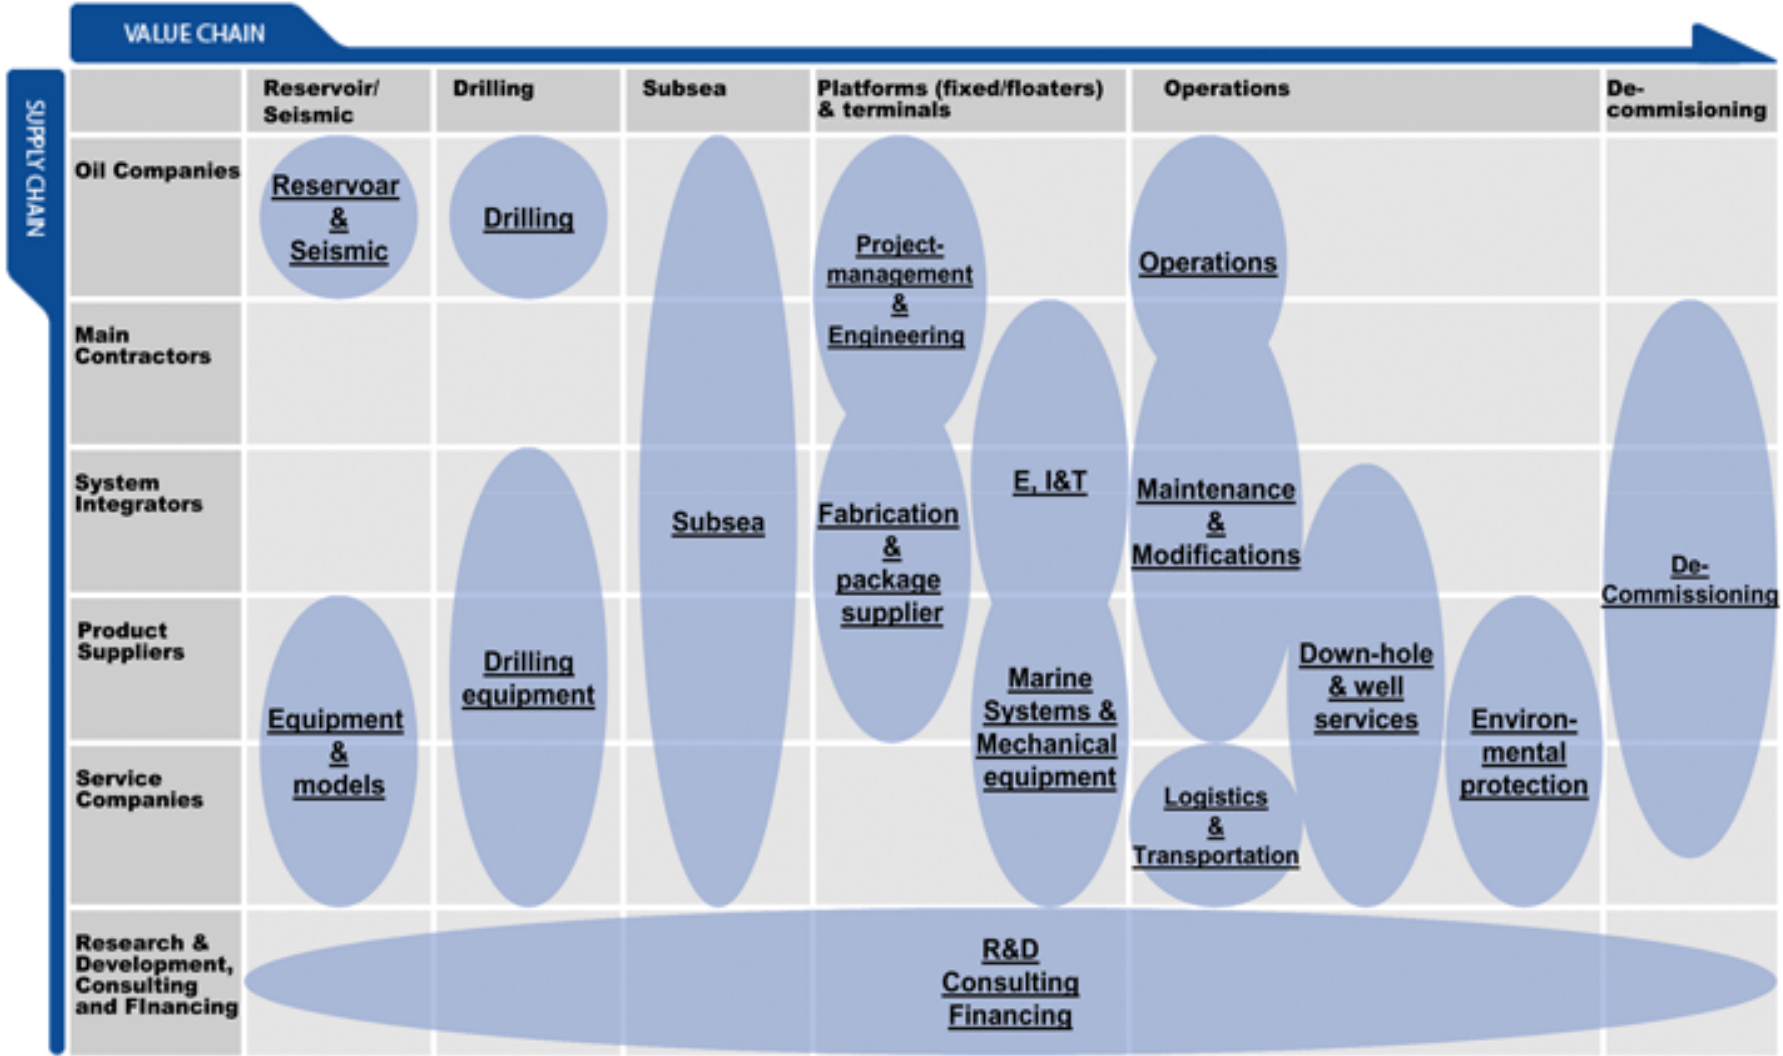 VALUE CHAIN
SUPPLY CHAIN
Reservoir/
Seismic
Drilling
Subsea
Platforms (fixed/floaters)
& terminals
Operations
De-
commisioning
Oil Companies
Main
Contractors
System
Integrators
Product
Suppliers
Service
Companies
Research &
Development,
Consulting
and FInancing
Reservoar
&
Seismic
Drilling
Project-
management
&
Engineering
Operations
Subsea
E, I&T
Fabrication
&
package
supplier
Maintenance
&
Modifications
De-
Commissioning
Equipment
&
models
Drilling
equipment
Marine
Systems &
Mechanical
equipment
Down-hole
& well
services
Environ-
mental
protection
Logistics
&
Transportation
R&D
Consulting
Financing